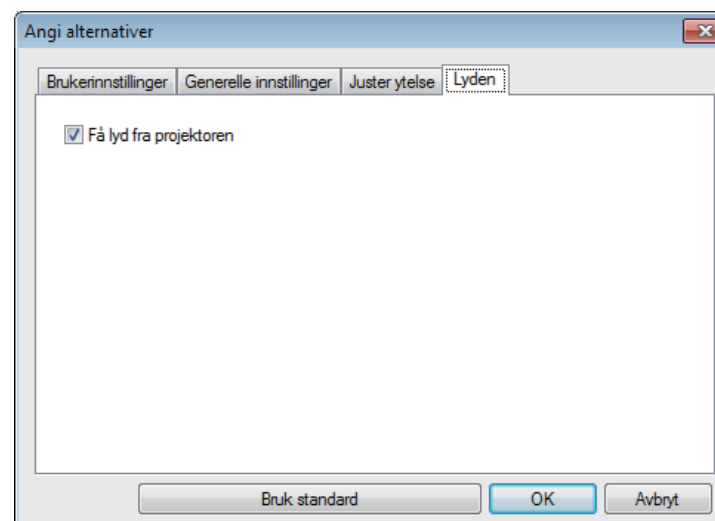 Angi alternativer
Brukerinnstillinger Generelle innstillinger Juster ytelse Lyden
Få lyd fra projektoren
Bruk standard OK Avbryt